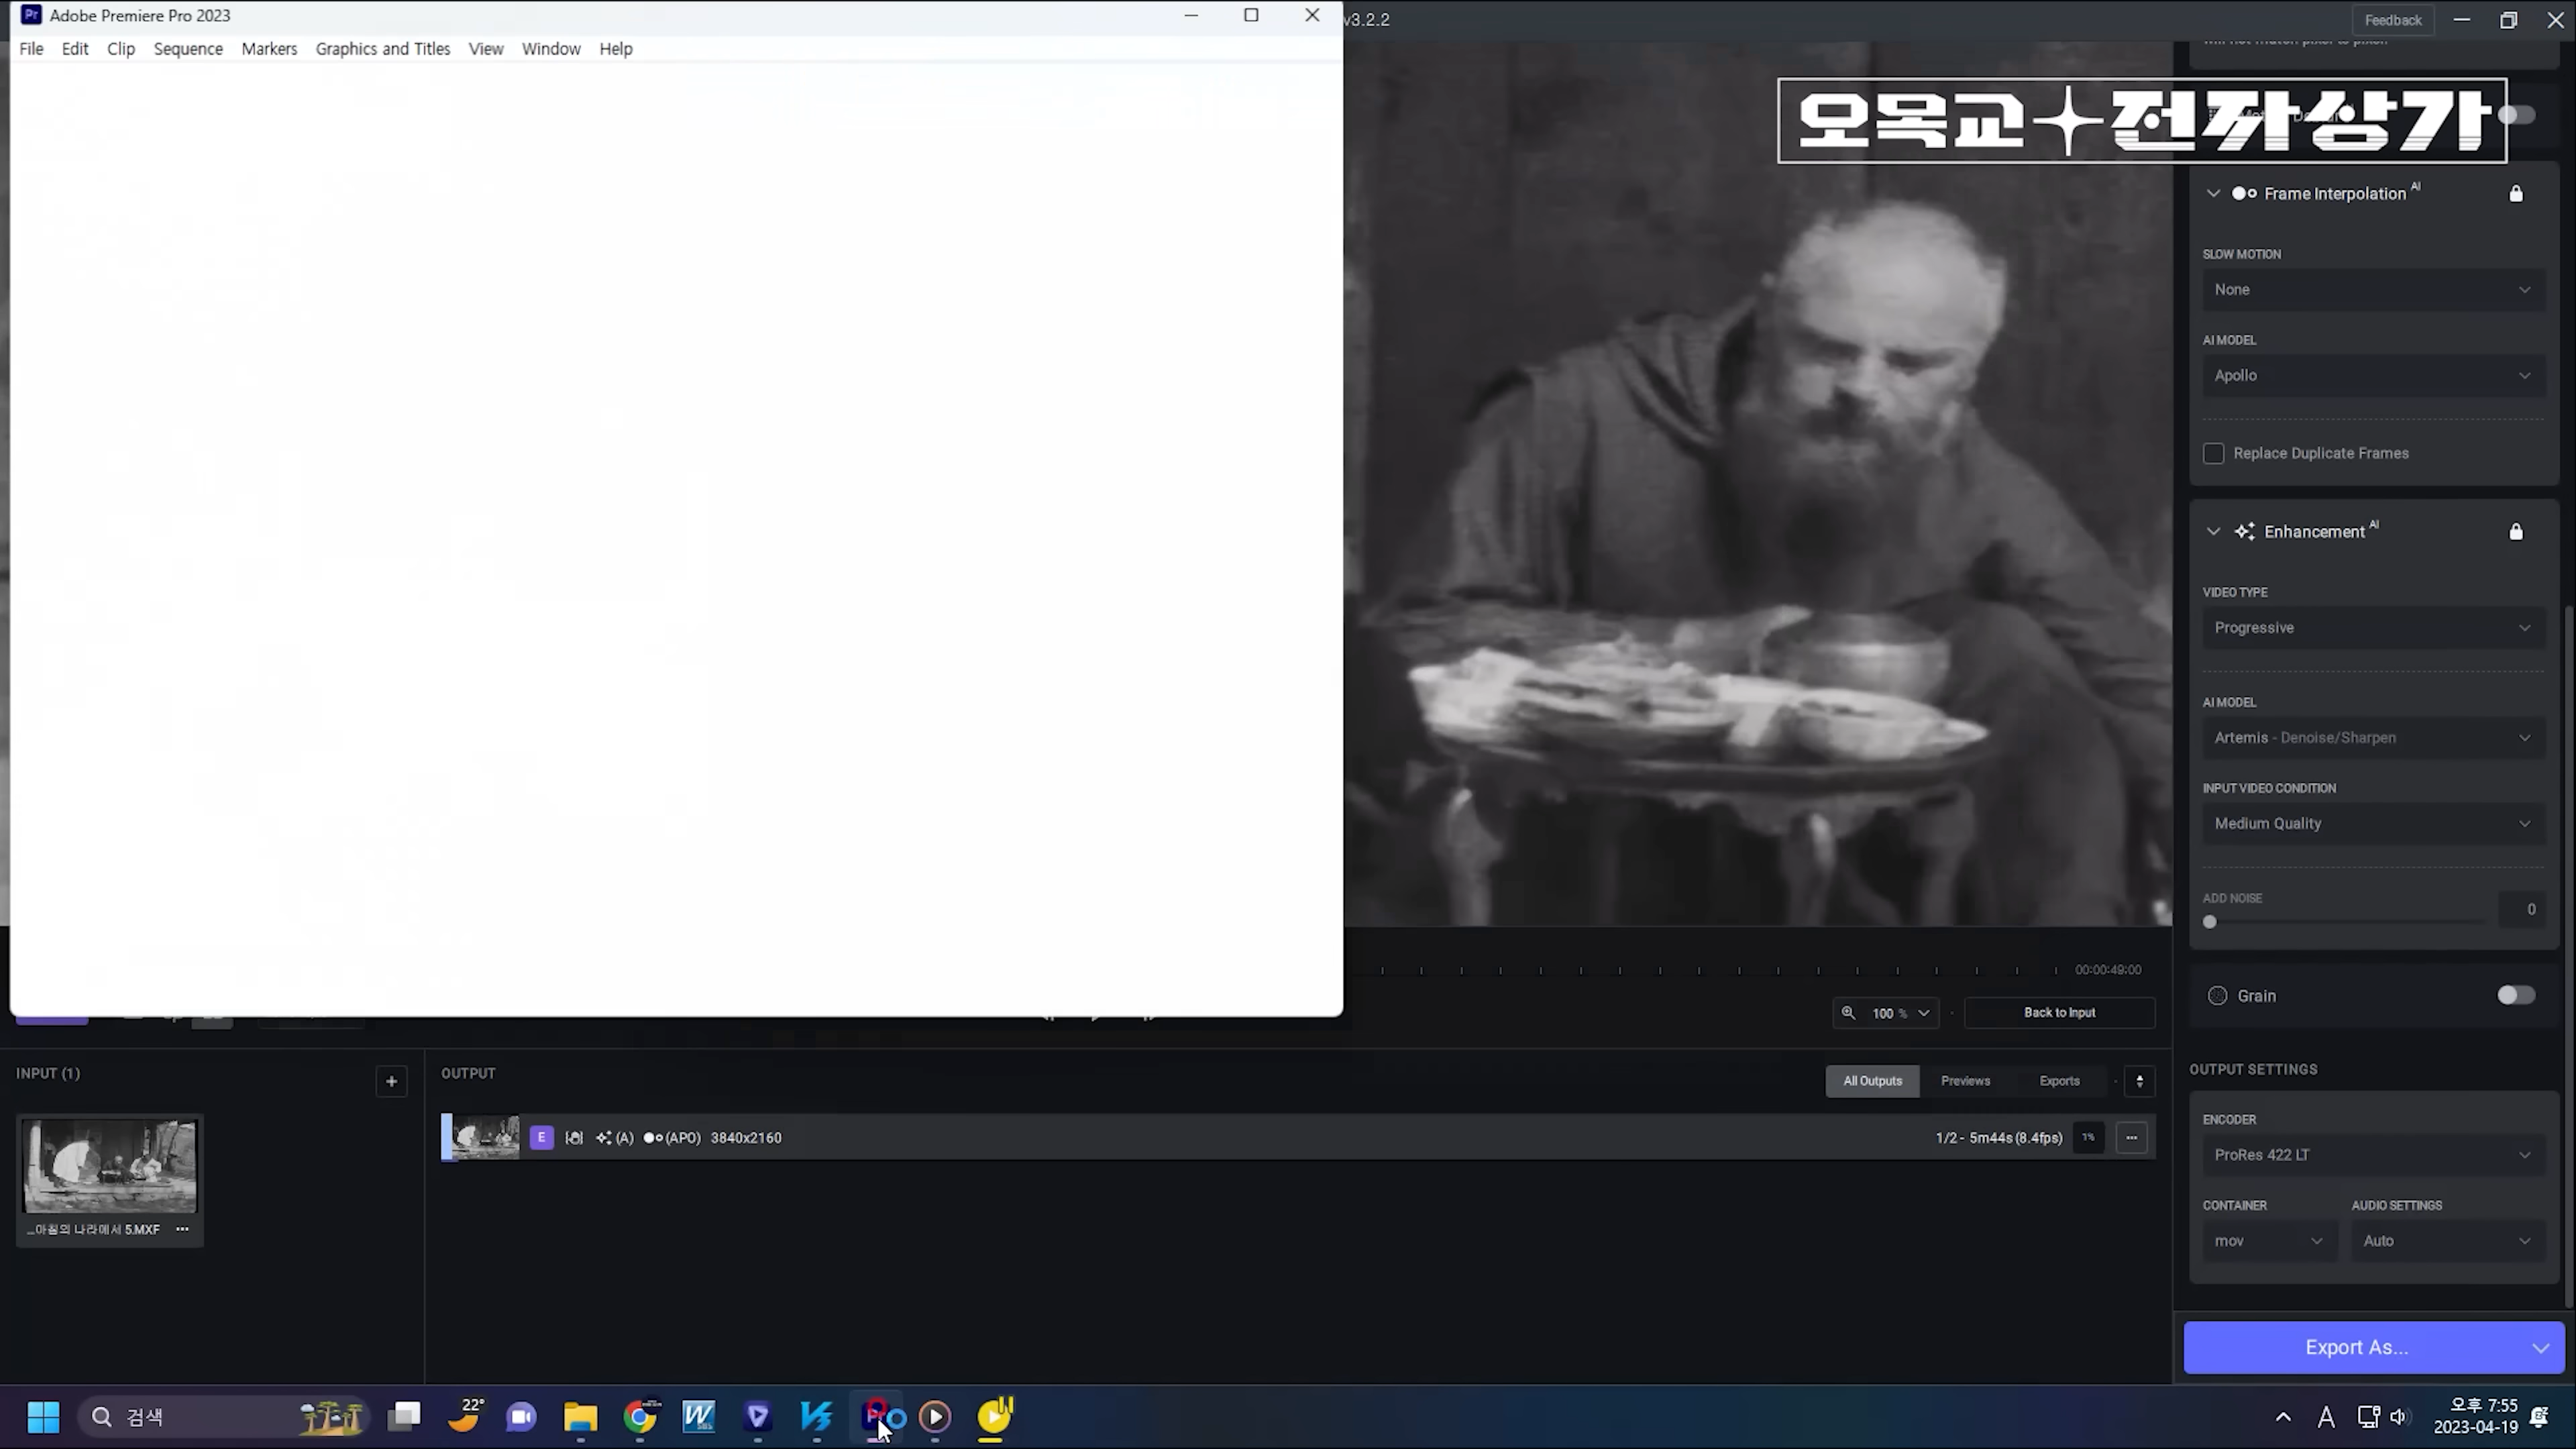 Adobe Premiere Pro 2023
File Edit Clip Sequence Markers Graphics and Titles View Window Help
v3.2.2
Feedback
오목교 전자상가
Frame Interpolation AI
SLOW MOTION
None
AI MODEL
Apollo
Replace Duplicate Frames
Enhancement AI
VIDEO TYPE
Progressive
AI MODEL
Artemis - Denoise/Sharpen
INPUT VIDEO CONDITION
Medium Quality
ADD NOISE
0
Grain
OUTPUT SETTINGS
ENCODER
ProRes 422 LT
CONTAINER AUDIO SETTINGS
mov Auto
Export As...
00:00:49:00
100 %
Back to Input
INPUT (1)
...아침의 나라에서 5.MXF
OUTPUT
All Outputs Previews Exports
E (A) (APO) 3840x2160
1/2 - 5m44s (8.4fps) 1%
검색
22°
A
오후 7:55
2023-04-19